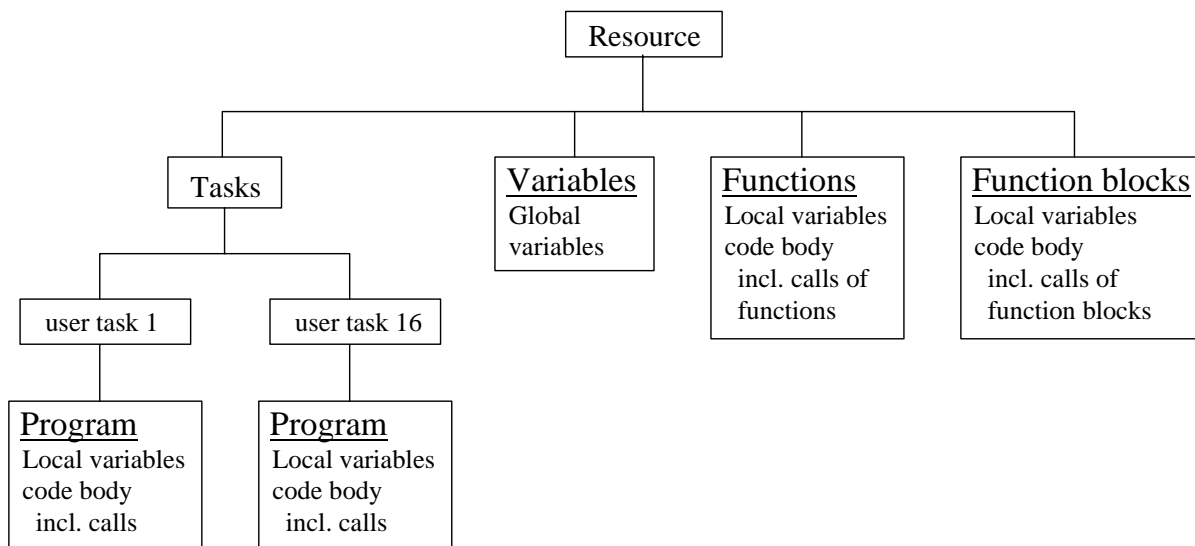 Resource
Tasks
Variables
Global
variables
Functions
Local variables
code body
incl. calls of
functions
Function blocks
Local variables
code body
incl. calls of
function blocks
user task 1
user task 16
Program
Local variables
code body
incl. calls
Program
Local variables
code body
incl. calls